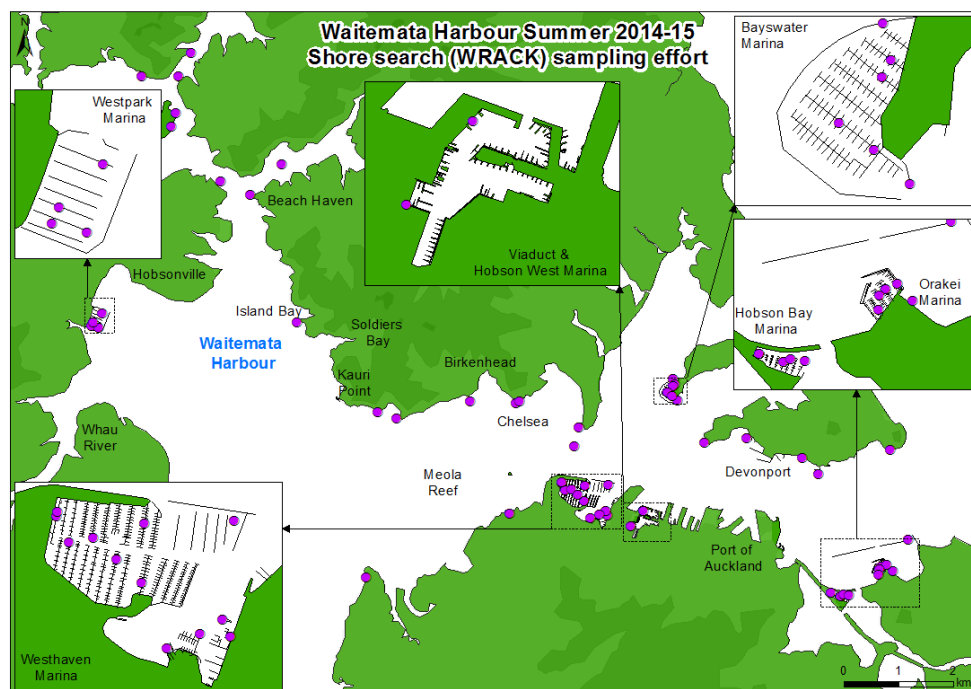 N
Waitemata Harbour Summer 2014-15
Shore search (WRACK) sampling effort
Bayswater
Marina
Westpark
Marina
Beach Haven
Viaduct &
Hobson West Marina
Hobsonville
Orakei
Marina
Hobson Bay
Marina
Island Bay
Soldiers
Bay
Waitemata
Harbour
Birkenhead
Kauri
Point
Chelsea
Whau
River
Meola
Reef
Devonport
Port of
Auckland
Westhaven
Marina
0 1 2
km